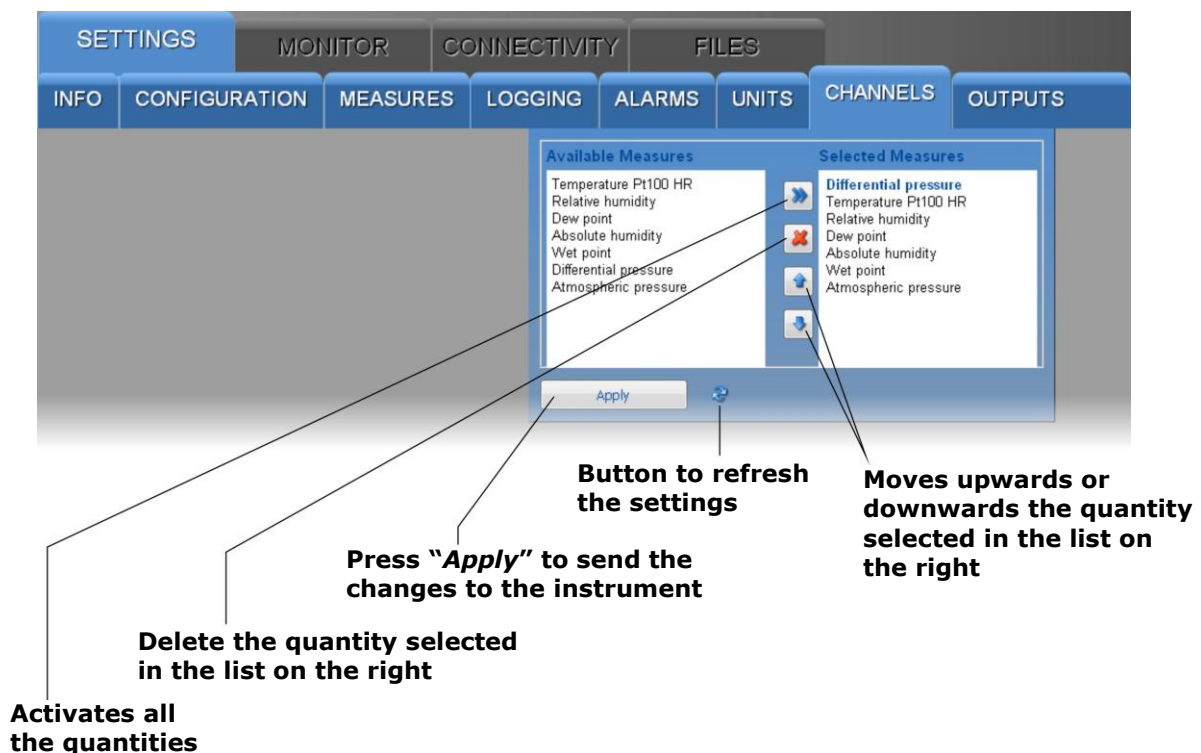 SETTINGS MONITOR CONNECTIVITY FILES
INFO CONFIGURATION MEASURES LOGGING ALARMS UNITS CHANNELS OUTPUTS
Available Measures
Temperature Pt100 HR
Relative humidity
Dew point
Absolute humidity
Wet point
Differential pressure
Atmospheric pressure
Selected Measures
Differential pressure
Temperature Pt100 HR
Relative humidity
Dew point
Absolute humidity
Wet point
Atmospheric pressure
Apply
Button to refresh
the settings
Moves upwards or
downwards the quantity
selected in the list on
the right
Press “Apply” to send the
changes to the instrument
Delete the quantity selected
in the list on the right
Activates all
the quantities